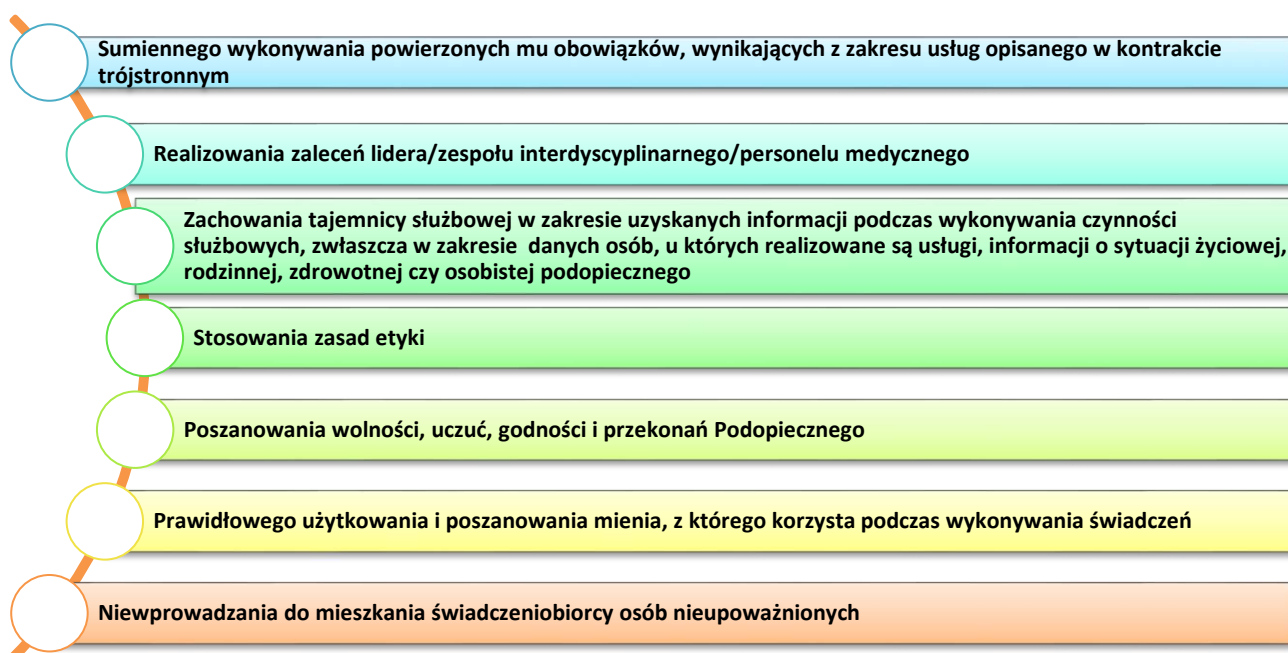 Sumiennego wykonywania powierzonych mu obowiązków, wynikających z zakresu usług opisanego w kontrakcie
trójstronnym
Realizowania zaleceń lidera/zespołu interdyscyplinarnego/personelu medycznego
Zachowania tajemnicy służbowej w zakresie uzyskanych informacji podczas wykonywania czynności
służbowych, zwłaszcza w zakresie danych osób, u których realizowane są usługi, informacji o sytuacji życiowej,
rodzinnej, zdrowotnej czy osobistej podopiecznego
Stosowania zasad etyki
Poszanowania wolności, uczuć, godności i przekonań Podopiecznego
Prawidłowego użytkowania i poszanowania mienia, z którego korzysta podczas wykonywania świadczeń
Niewprowadzania do mieszkania świadczeniobiorcy osób nieupoważnionych